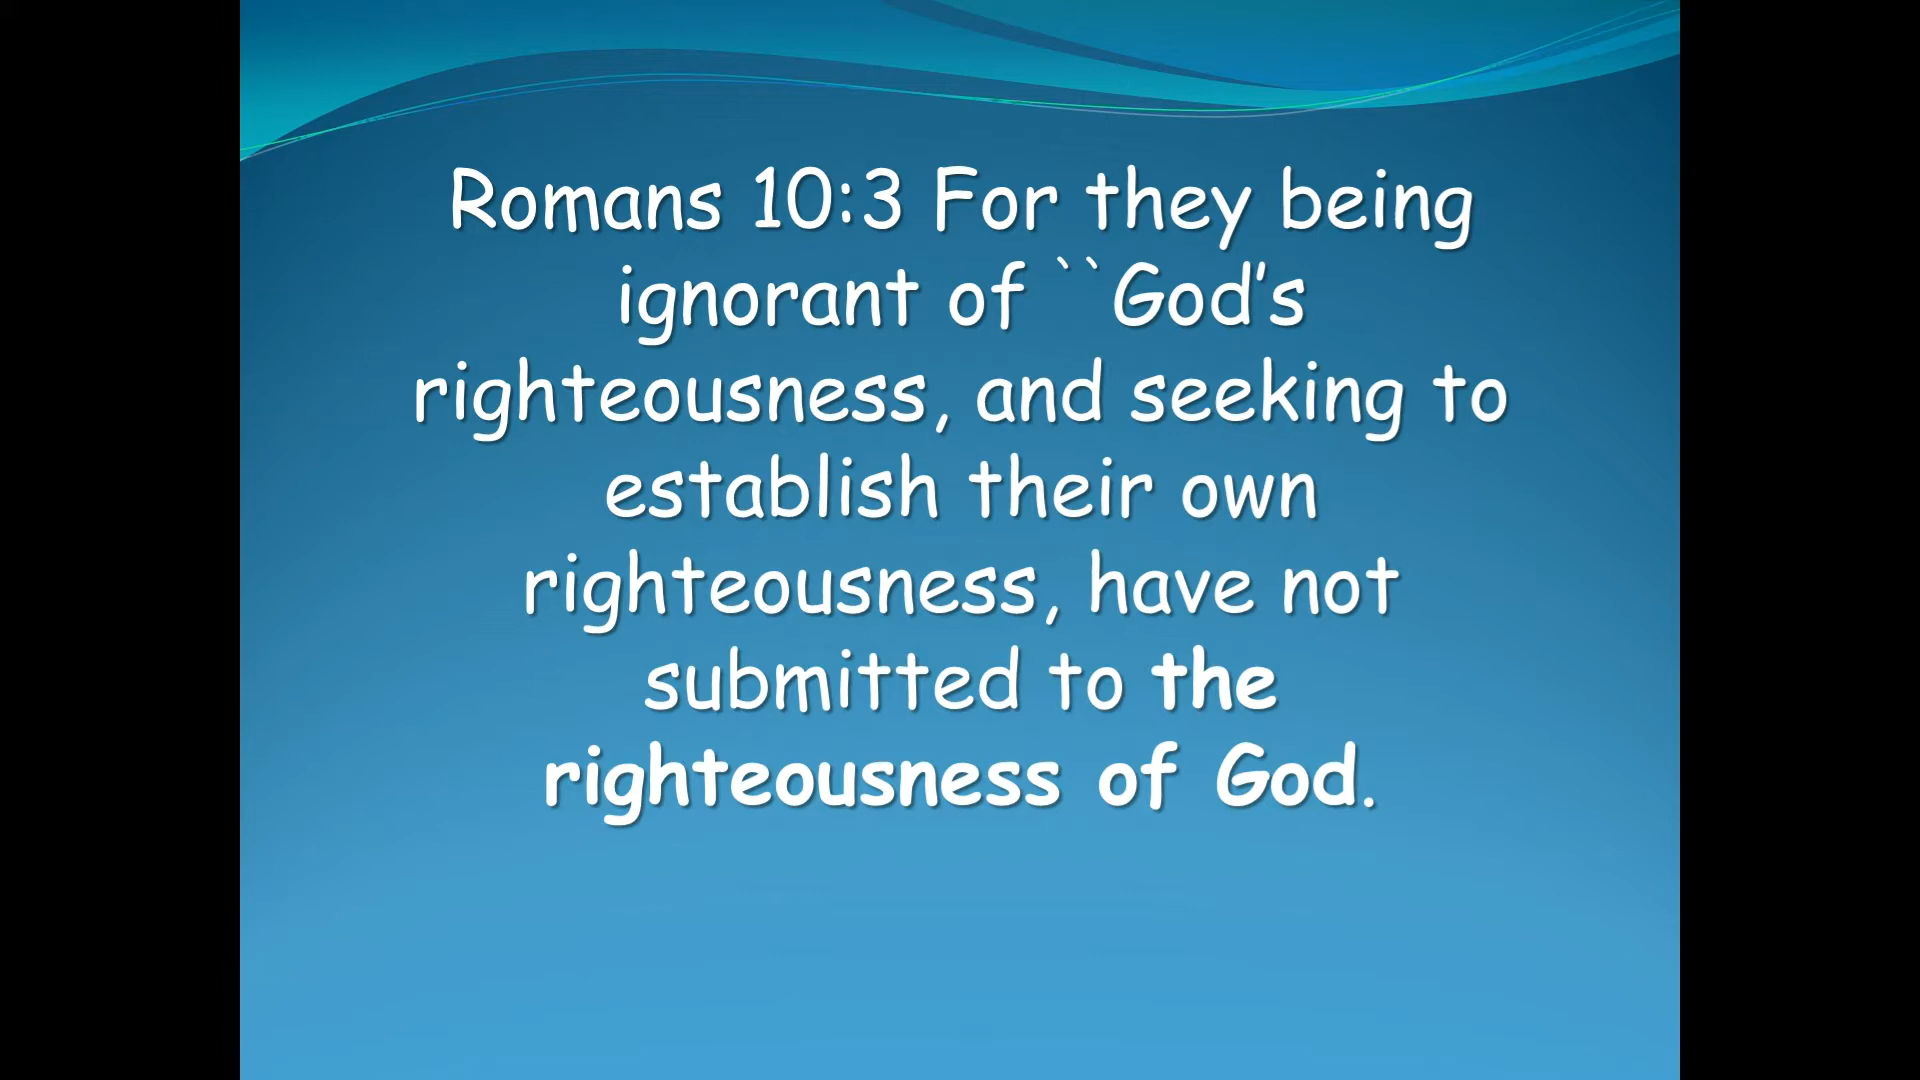 Romans 10:3 For they being
ignorant of ``God’s
righteousness, and seeking to
establish their own
righteousness, have not
submitted to the
righteousness of God.